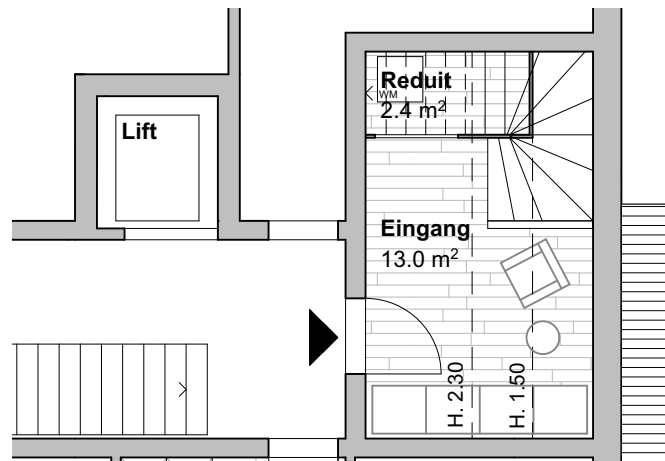 Reduit
WM
2.4 m²
Lift
Eingang
13.0 m²
H. 2.30
H. 1.50